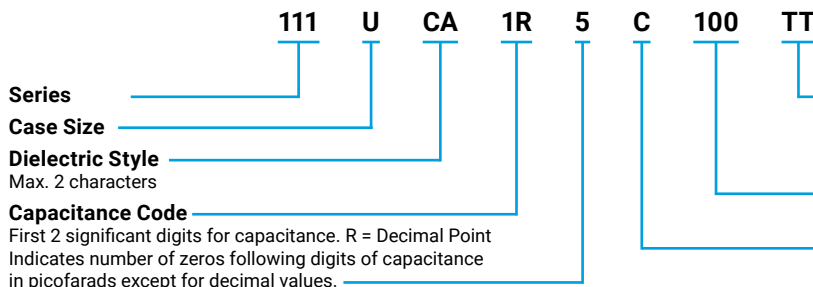 111 U CA 1R 5 C 100 TT
Series
Case Size
Dielectric Style
Max. 2 characters
Capacitance Code
First 2 significant digits for capacitance. R = Decimal Point
Indicates number of zeros following digits of capacitance
in picofarads except for decimal values.